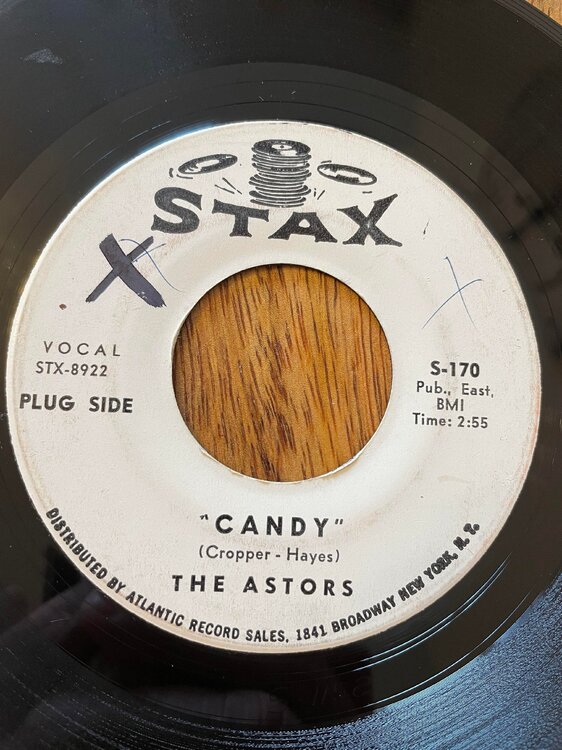 STAX
VOCAL
STX-8922
PLUG SIDE
S-170
Pub., East,
BMI
Time: 2:55
"CANDY"
(Cropper - Hayes)
THE ASTORS
DISTRIBUTED BY ATLANTIC RECORD SALES, 1841 BROADWAY NEW YORK, N. Y.